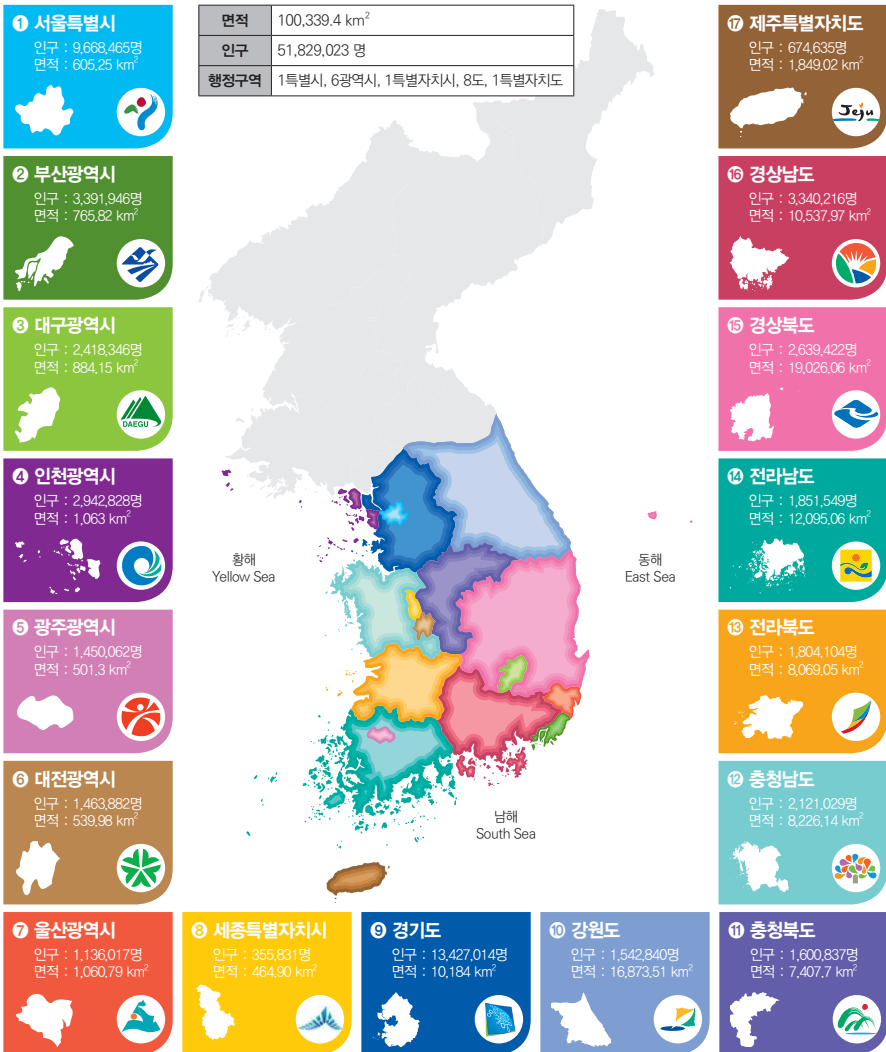 ❶ 서울특별시
인구 : 9,668,465명
면적 : 605.25 km²
면적 100,339.4 km²
인구 51,829,023 명
행정구역 1특별시, 6광역시, 1특별자치시, 8도, 1특별자치도
⓱ 제주특별자치도
인구 : 674,635명
면적 : 1,849.02 km²
Jeju
❷ 부산광역시
인구 : 3,391,946명
면적 : 765.82 km²
⓰ 경상남도
인구 : 3,340,216명
면적 : 10,537.97 km²
❸ 대구광역시
인구 : 2,418,346명
면적 : 884.15 km²
DAEGU
⓯ 경상북도
인구 : 2,639,422명
면적 : 19,026.06 km²
❹ 인천광역시
인구 : 2,942,828명
면적 : 1,063 km²
⓮ 전라남도
인구 : 1,851,549명
면적 : 12,095.06 km²
황해
Yellow Sea
동해
East Sea
❺ 광주광역시
인구 : 1,450,062명
면적 : 501.3 km²
⓭ 전라북도
인구 : 1,804,104명
면적 : 8,069.05 km²
❻ 대전광역시
인구 : 1,463,882명
면적 : 539.98 km²
⓬ 충청남도
인구 : 2,121,029명
면적 : 8,226.14 km²
남해
South Sea
❼ 울산광역시
인구 : 1,136,017명
면적 : 1,060.79 km²
❽ 세종특별자치시
인구 : 355,831명
면적 : 464.90 km²
❾ 경기도
인구 : 13,427,014명
면적 : 10,184 km²
❿ 강원도
인구 : 1,542,840명
면적 : 16,873.51 km²
⓫ 충청북도
인구 : 1,600,837명
면적 : 7,407.7 km²